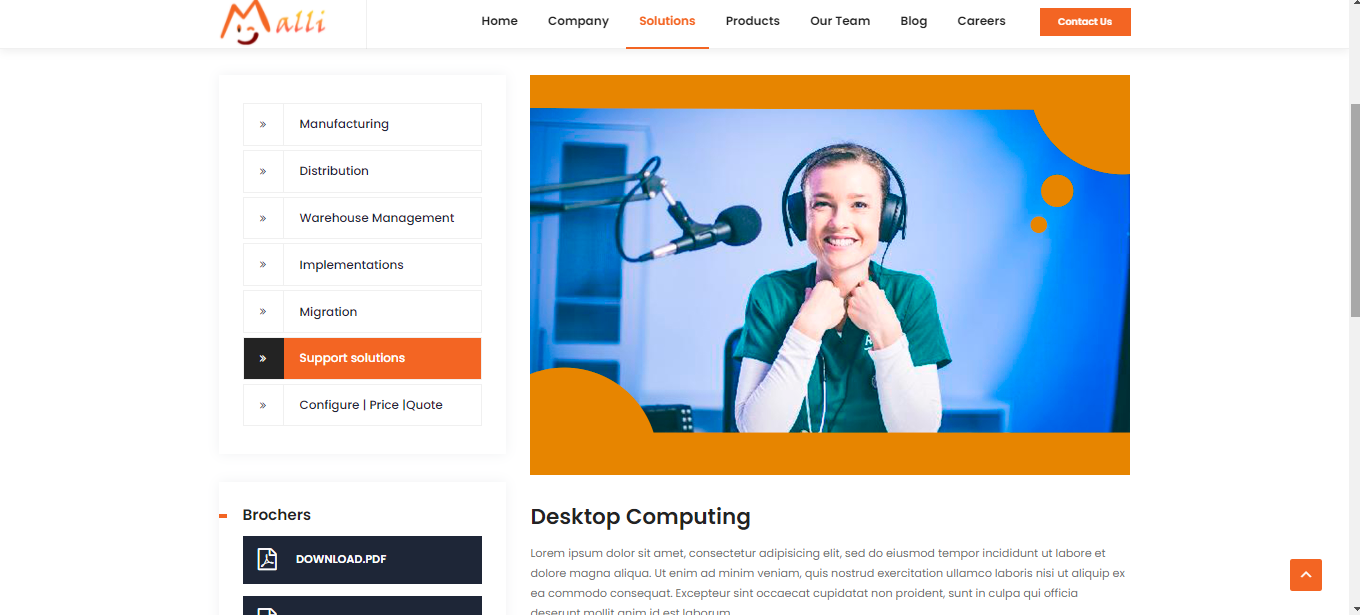 Malli
Home Company Solutions Products Our Team Blog Careers Contact Us
Manufacturing
Distribution
Warehouse Management
Implementations
Migration
Support solutions
Configure | Price |Quote
Brochers
DOWNLOAD.PDF
Desktop Computing
Lorem ipsum dolor sit amet, consectetur adipisicing elit, sed do eiusmod tempor incididunt ut labore et
dolore magna aliqua. Ut enim ad minim veniam, quis nostrud exercitation ullamco laboris nisi ut aliquip ex
ea commodo consequat. Excepteur sint occaecat cupidatat non proident, sunt in culpa qui officia
deserunt mollit anim id est laborum.